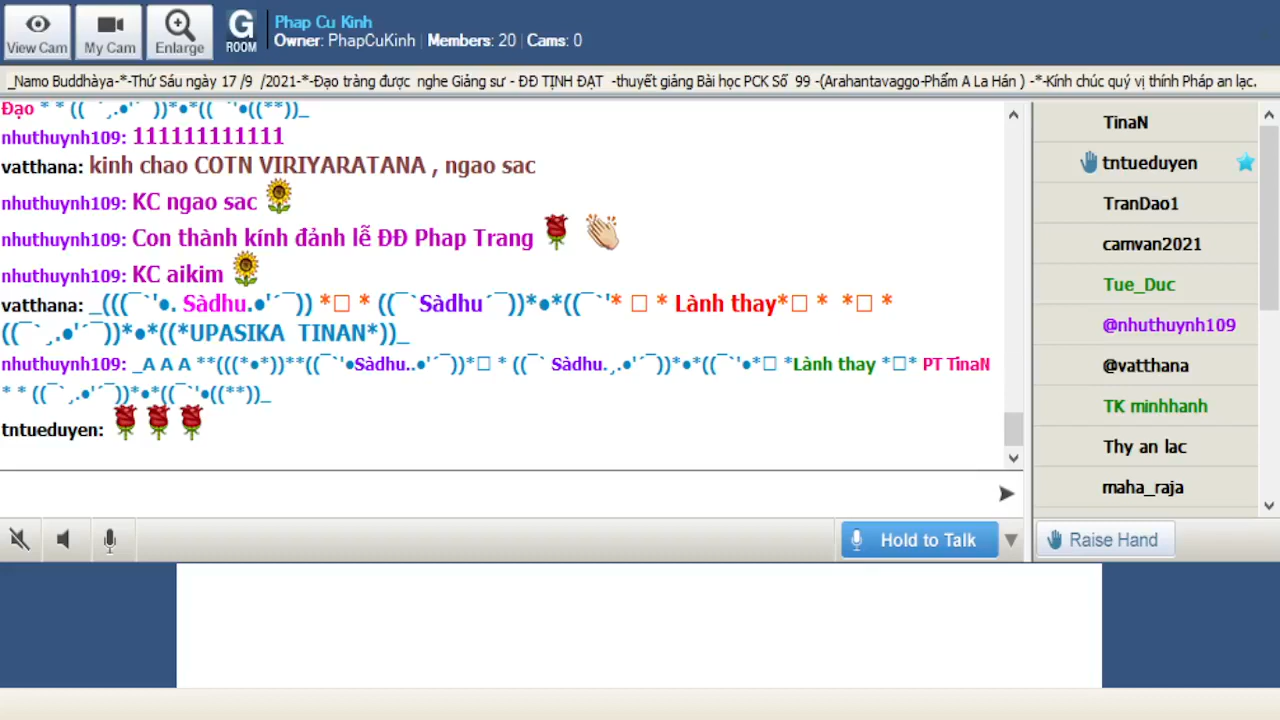 View Cam
My Cam
Enlarge
G
ROOM
Phap Cu Kinh
Owner: PhapCuKinh | Members: 20 | Cams: 0
_Namo Buddhàya-*-Thứ Sáu ngày 17 /9 /2021-*-Đạo tràng được nghe Giảng sư - ĐĐ TỊNH ĐẠT -thuyết giảng Bài học PCK Số 99 -(Arahantavaggo-Phẩm A La Hán ) -*-Kính chúc quý vị thính Pháp an lạc.
Đạo * * ((¯`¸.●'´¯))*●*((¯`'●((**))_
nhuthuynh109: 111111111111
vatthana: kinh chao COTN VIRIYARATANA , ngao sac
nhuthuynh109: KC ngao sac
nhuthuynh109: Con thành kính đảnh lễ ĐĐ Phap Trang
nhuthuynh109: KC aikim
vatthana: _(((¯`'●. Sàdhu.●'´¯)) *□ * ((¯`Sàdhu´¯))*●*((¯`'* □ * Lành thay*□ * *□ *
((¯`¸.●'´¯))*●*((*UPASIKA TINAN*))_
nhuthuynh109: _A A A **(((*●*))**((¯`'●Sàdhu..●'´¯))*□ * ((¯` Sàdhu.¸.●'´¯))*●*((¯`'●*□ *Lành thay *□* PT TinaN
* * ((¯`¸.●'´¯))*●*((¯`'●((**))_
tntueduyen:
Hold to Talk
TinaN
tntueduyen
TranDao1
camvan2021
Tue_Duc
@nhuthuynh109
@vatthana
TK minhhanh
Thy an lac
maha_raja
Raise Hand